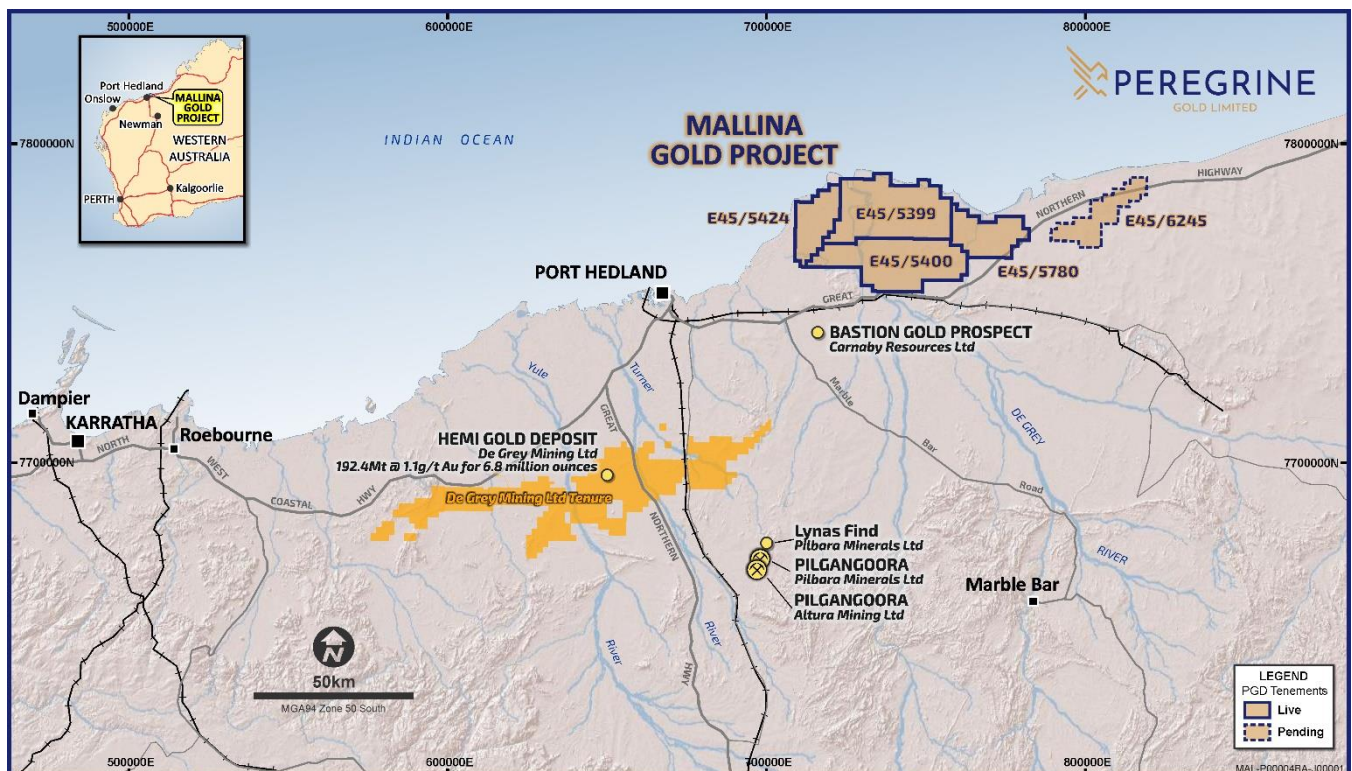 500000E
600000E
700000E
800000E
Port Hedland
Onslow
MALLINA
GOLD
PROJECT
Newman
WESTERN
AUSTRALIA
Kalgoorlie
PERTH
PEREGRINE
GOLD LIMITED
7800000N
INDIAN OCEAN
MALLINA
GOLD PROJECT
7800000N
NORTHERN
HIGHWAY
E45/5424
E45/5399
E45/6245
E45/5400
E45/5780
PORT HEDLAND
GREAT
BASTION GOLD PROSPECT
Carnaby Resources Ltd
Yule
Turner
Marble
DE GREY
Dampier
KARRATHA
Roebourne
NORTH
WEST
COASTAL
HWY
GREAT
HEMI GOLD DEPOSIT
De Grey Mining Ltd
192.4Mt @ 1.1g/t Au for 6.8 million ounces
Bar
7700000N
7700000N
De Grey Mining Ltd Tenure
Road
NORTHERN
Lynas Find
Pilbara Minerals Ltd
PILGANGOORA
Pilbara Minerals Ltd
PILGANGOORA
Altura Mining Ltd
RIVER
Marble Bar
River
River
HWY
N
50km
MGA94 Zone 50 South
LEGEND
PGD Tenements
Live
Pending
500000E
600000E
700000E
800000E
MAL-P00004BA-J00001